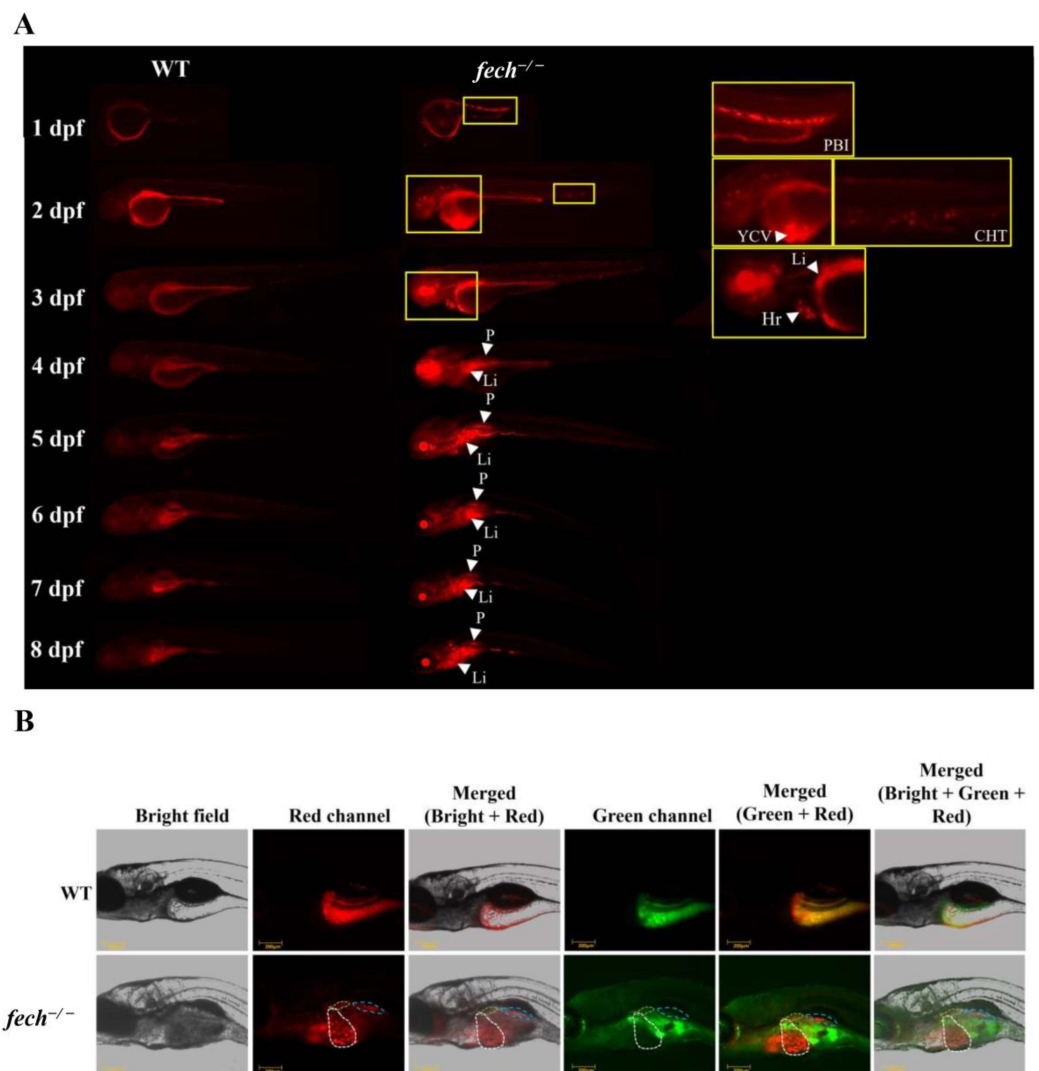 A
WT
fech−/−
1 dpf
PBI
2 dpf
YCV
CHT
3 dpf
Li
Hr
4 dpf
P
Li
5 dpf
P
Li
6 dpf
P
Li
7 dpf
P
Li
8 dpf
P
Li
B
Bright field
Red channel
Merged
(Bright + Red)
Green channel
Merged
(Green + Red)
Merged
(Bright + Green +
Red)
WT
fech−/−